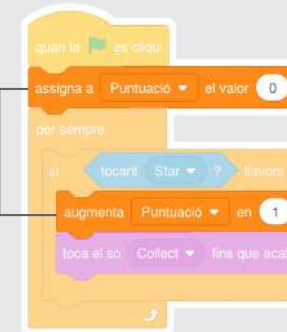 quan la es cliqui
assigna a Puntuació el valor 0
per sempre
si tocant Star ? llavors
augmenta Puntuació en 1
toca el so Collect fins que acab